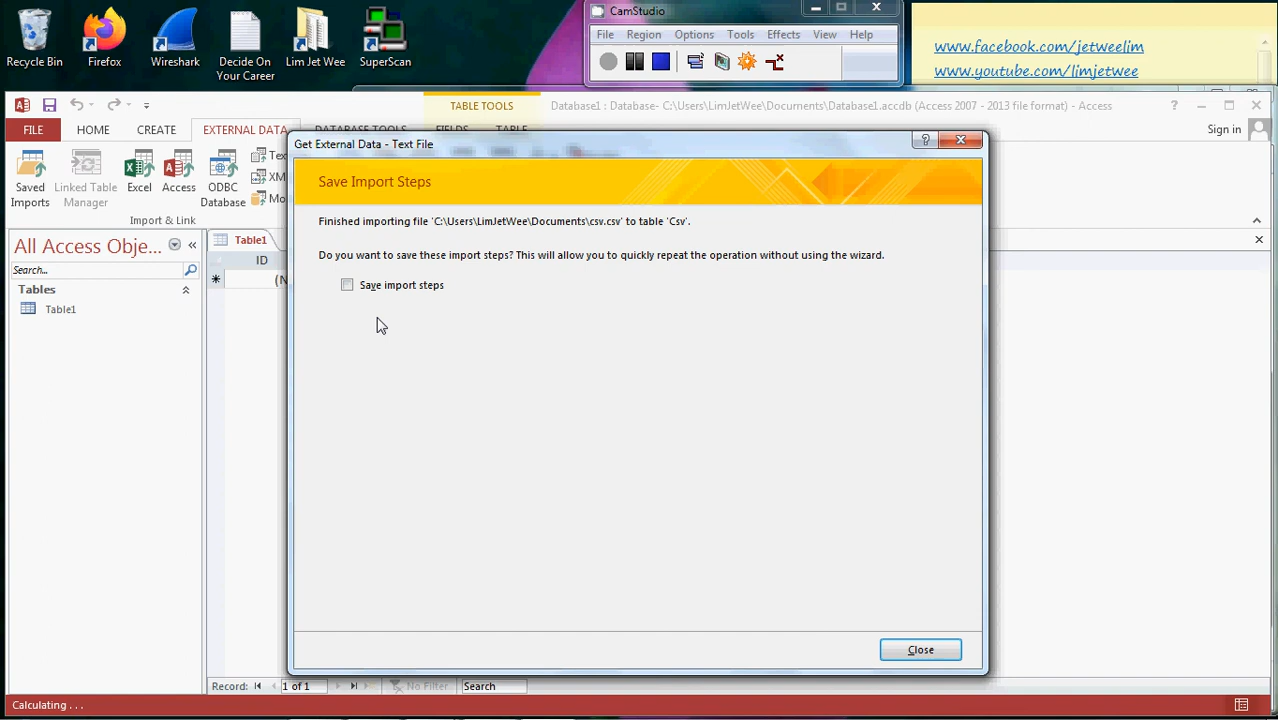 Recycle Bin
Firefox
Wireshark
Decide On
Your Career
Lim Jet Wee
SuperScan
CamStudio
File Region Options Tools Effects View Help
www.facebook.com/jetweelim
www.youtube.com/limjetwee
TABLE TOOLS
Database1 : Database- C:\Users\LimJetWee\Documents\Database1.accdb (Access 2007 - 2013 file format) - Access
FILE HOME CREATE EXTERNAL DATA DATABASE TOOLS FIELDS TABLE
Sign in
Saved
Imports
Linked Table
Manager
Excel
Access
ODBC
Database
Import & Link
Get External Data - Text File
Save Import Steps
Finished importing file 'C:\Users\LimJetWee\Documents\csv.csv' to table 'Csv'.
Do you want to save these import steps? This will allow you to quickly repeat the operation without using the wizard.
Save import steps
Close
All Access Obje...
Search...
Tables
Table1
Table1
ID
Record: 1 of 1 No Filter Search
Calculating . . .